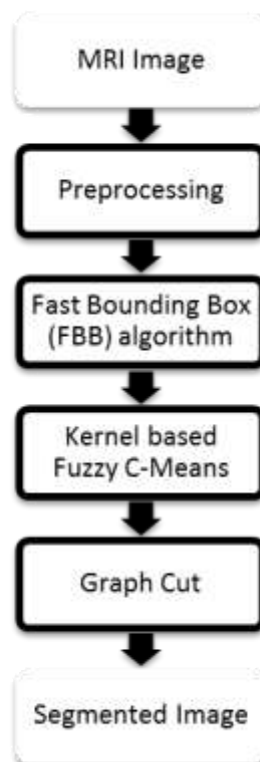 MRI Image
Preprocessing
Fast Bounding Box
(FBB) algorithm
Kernel based
Fuzzy C-Means
Graph Cut
Segmented Image